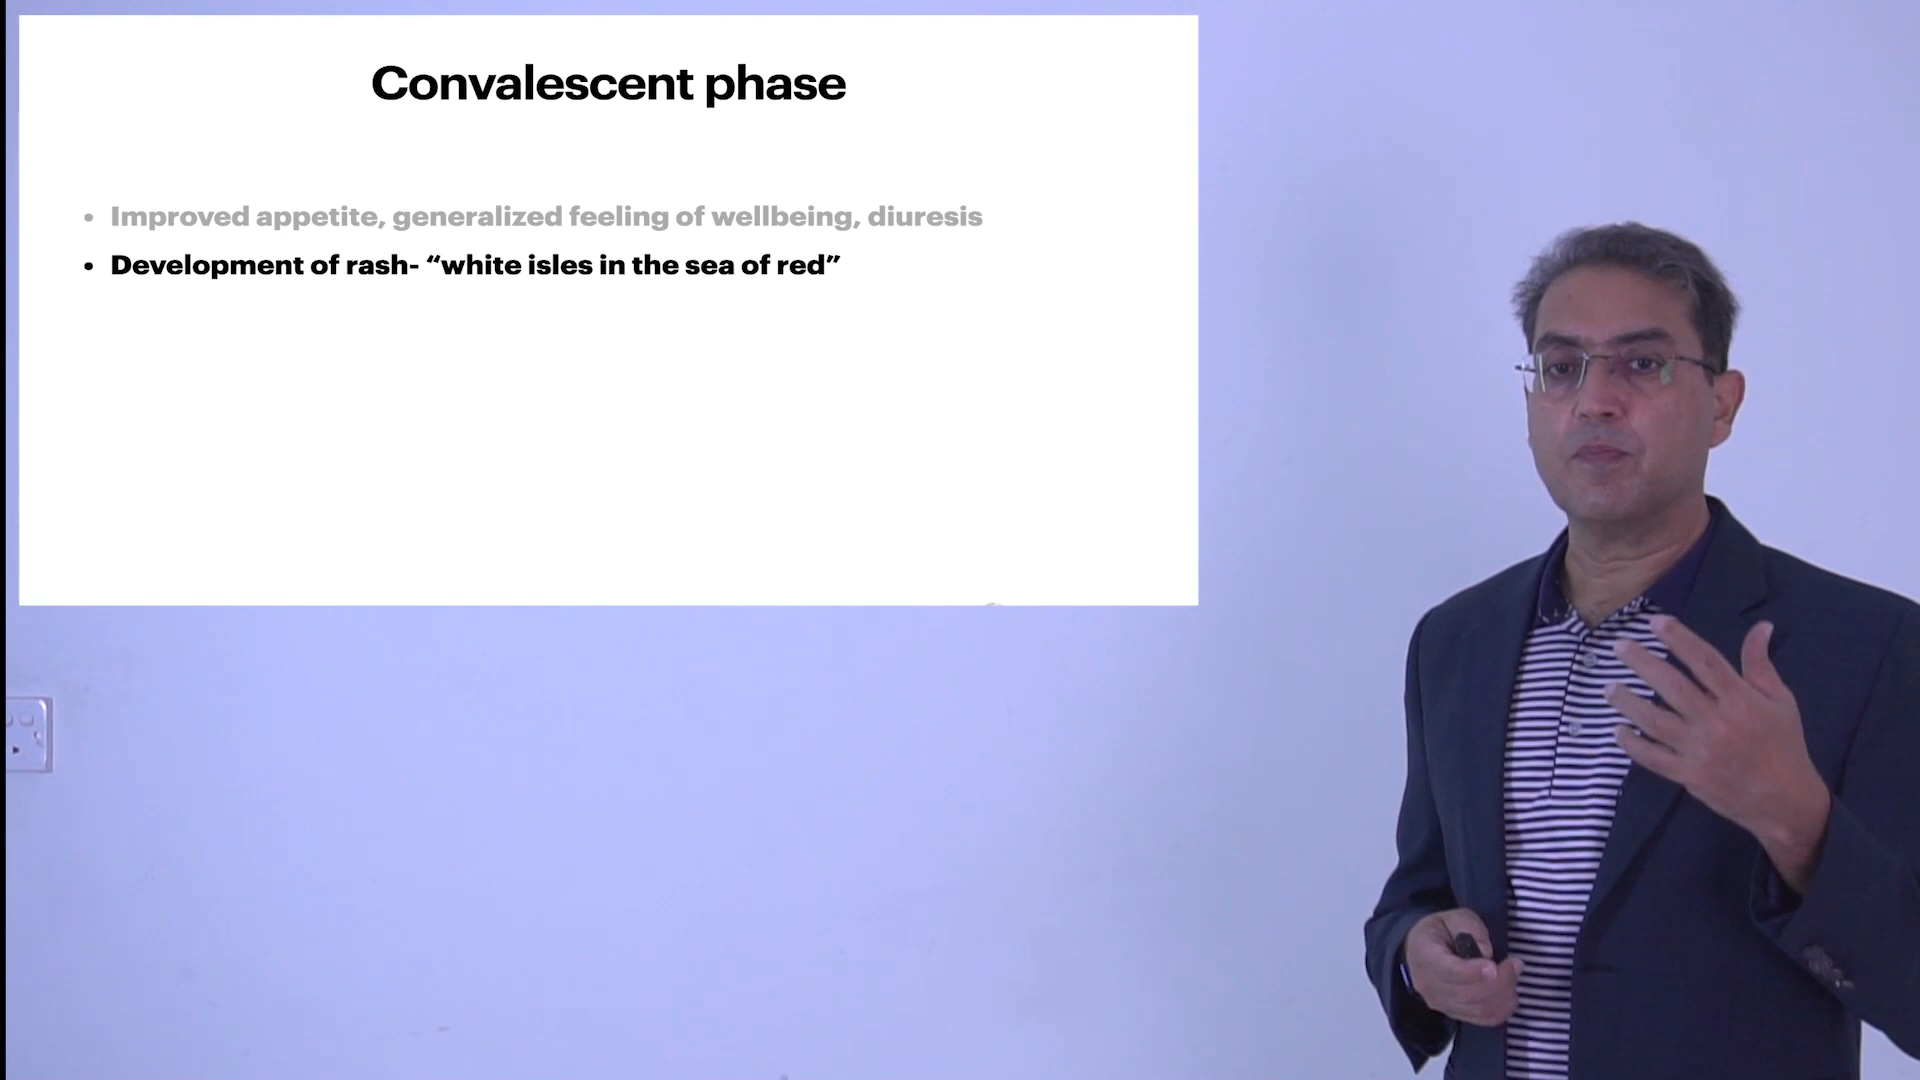 Convalescent phase
• Improved appetite, generalized feeling of wellbeing, diuresis
• Development of rash- “white isles in the sea of red”